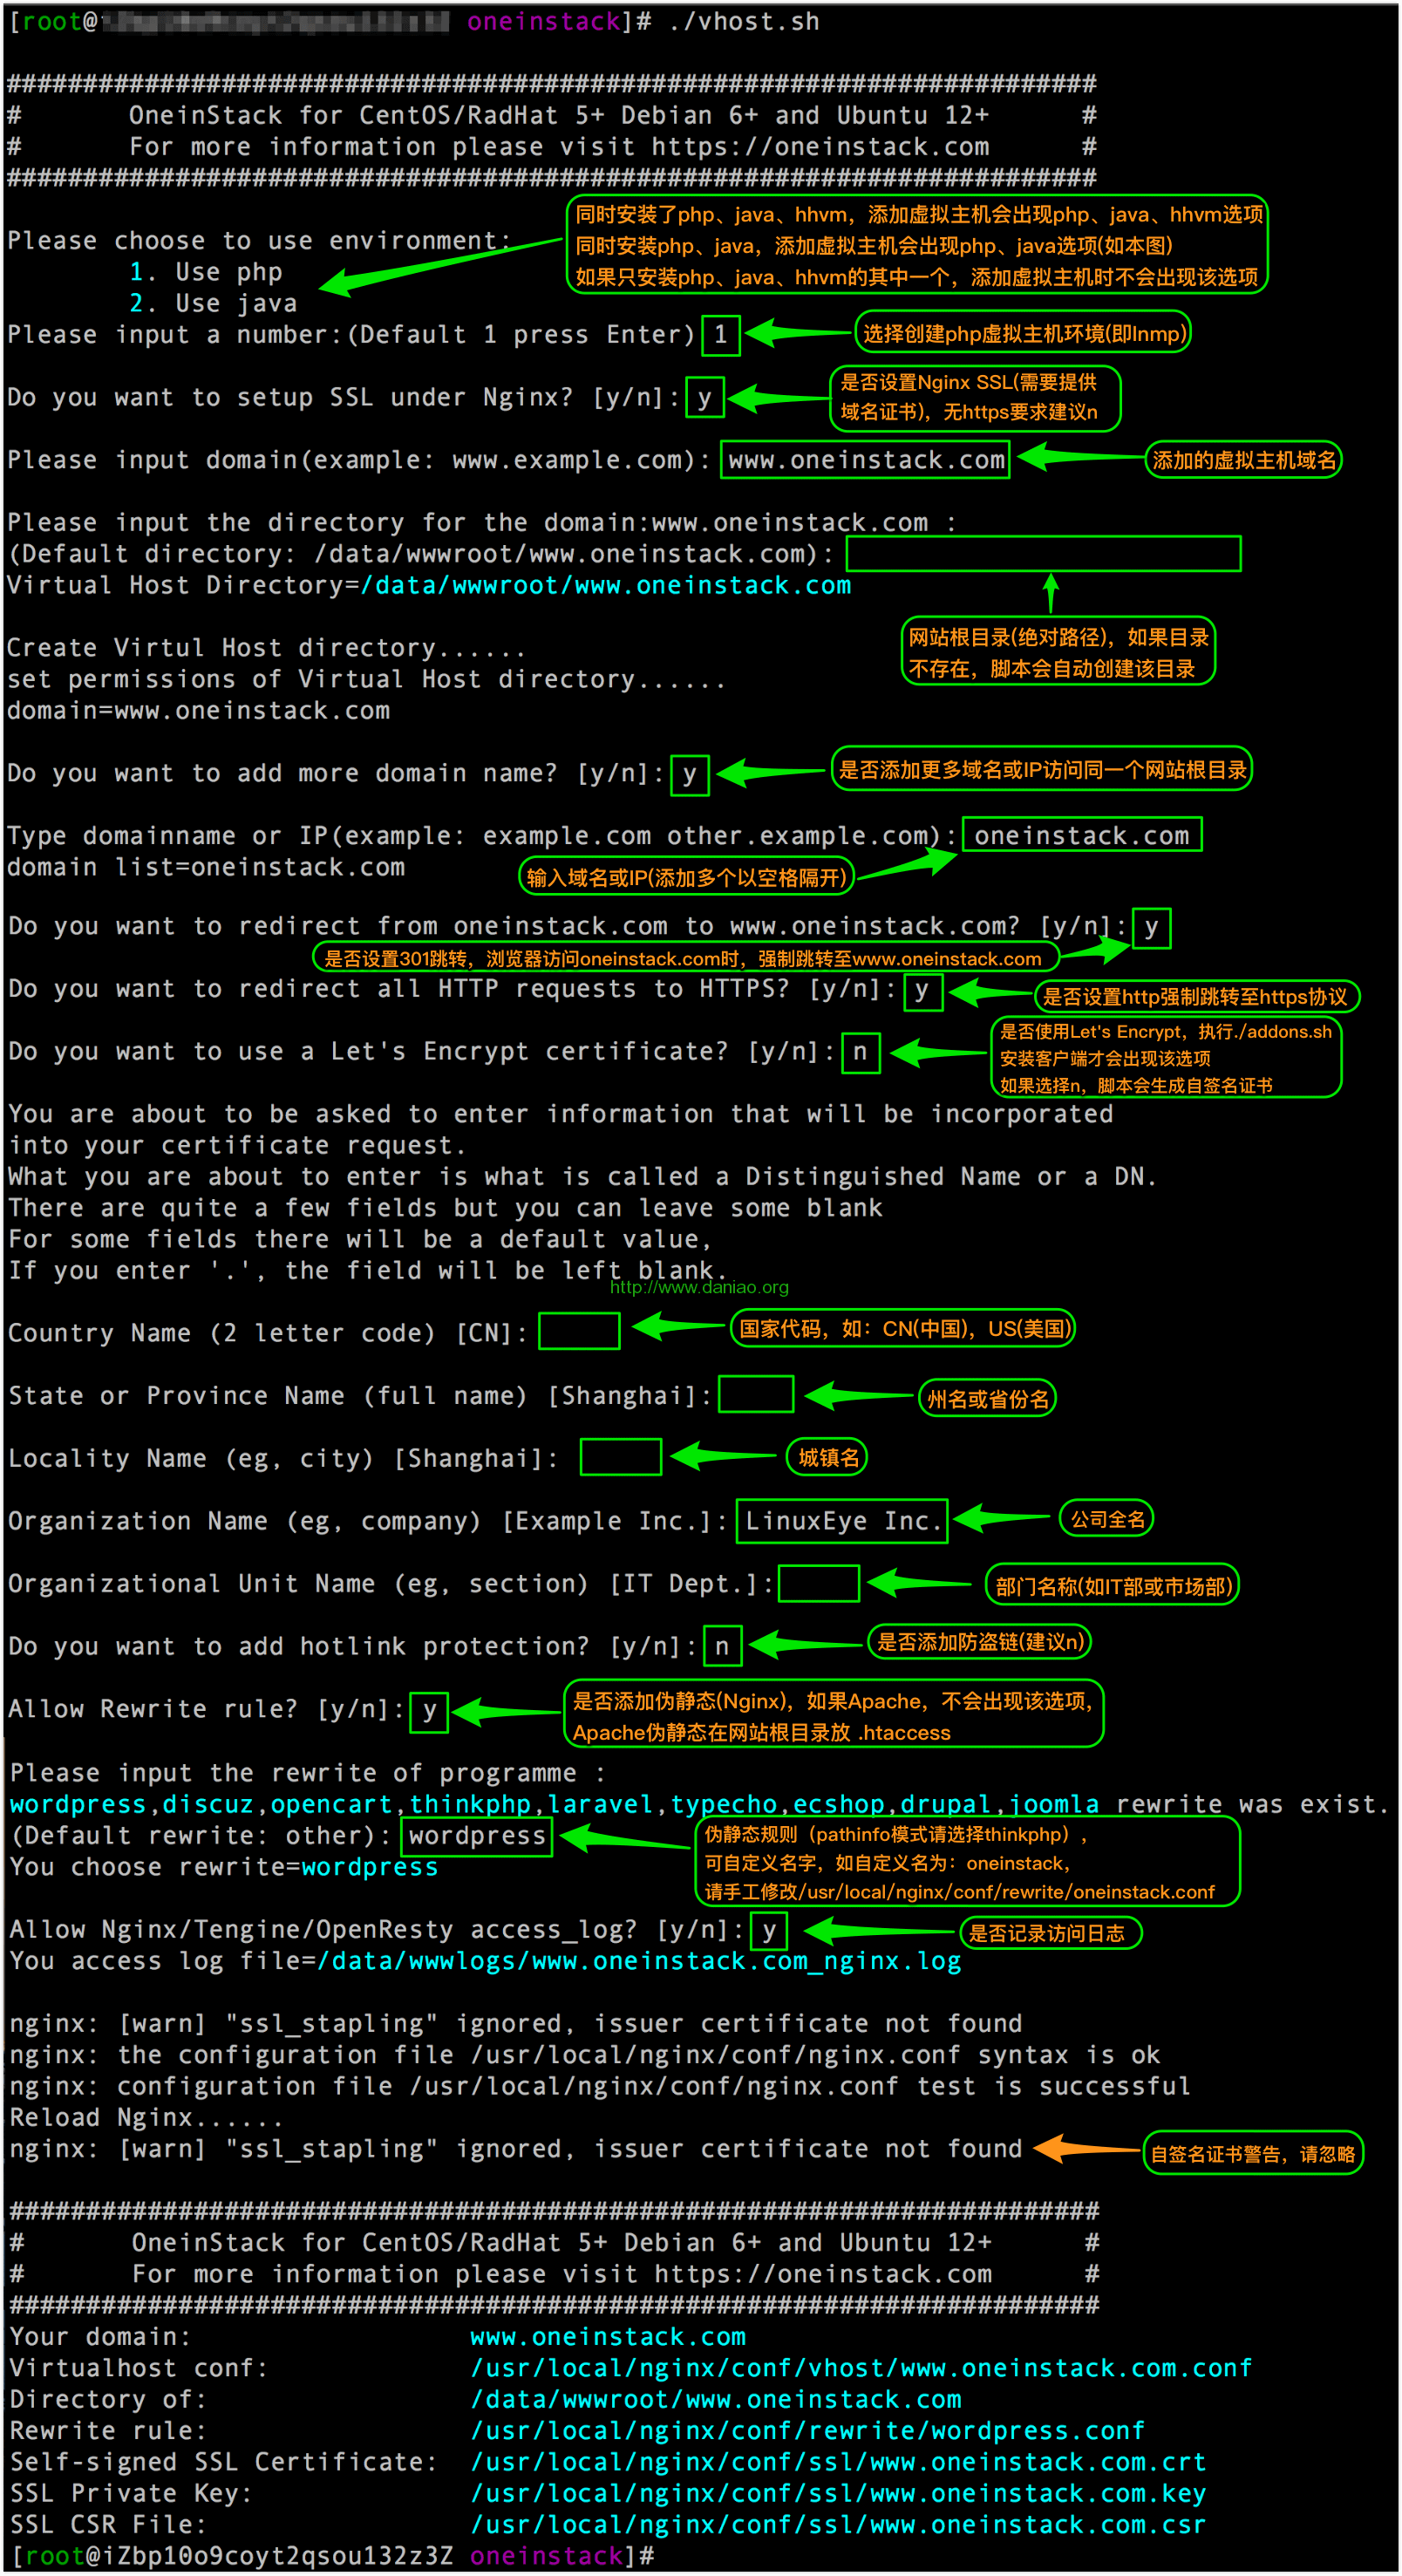 [root@ oneinstack]# ./vhost.sh
#######################################################################
#       OneinStack for CentOS/RadHat 5+ Debian 6+ and Ubuntu 12+      #
#       For more information please visit https://oneinstack.com      #
#######################################################################
同时安装了php、java、hhvm，添加虚拟主机会出现php、java、hhvm选项
Please choose to use environment:
同时安装php、java，添加虚拟主机会出现php、java选项(如本图)
1. Use php
如果只安装php、java、hhvm的其中一个，添加虚拟主机时不会出现该选项
2. Use java
Please input a number:(Default 1 press Enter) 1
选择创建php虚拟主机环境(即lnmp)
Do you want to setup SSL under Nginx? [y/n]: y
是否设置Nginx SSL(需要提供
域名证书)，无https要求建议n
Please input domain(example: www.example.com): www.oneinstack.com
添加的虚拟主机域名
Please input the directory for the domain:www.oneinstack.com :
(Default directory: /data/wwwroot/www.oneinstack.com):
Virtual Host Directory=/data/wwwroot/www.oneinstack.com
网站根目录(绝对路径)，如果目录
不存在，脚本会自动创建该目录
Create Virtul Host directory......
set permissions of Virtual Host directory......
domain=www.oneinstack.com
Do you want to add more domain name? [y/n]: y
是否添加更多域名或IP访问同一个网站根目录
Type domainname or IP(example: example.com other.example.com): oneinstack.com
domain list=oneinstack.com
输入域名或IP(添加多个以空格隔开)
Do you want to redirect from oneinstack.com to www.oneinstack.com? [y/n]: y
是否设置301跳转，浏览器访问oneinstack.com时，强制跳转至www.oneinstack.com
Do you want to redirect all HTTP requests to HTTPS? [y/n]: y
是否设置http强制跳转至https协议
Do you want to use a Let's Encrypt certificate? [y/n]: n
是否使用Let's Encrypt，执行./addons.sh
安装客户端才会出现该选项
如果选择n，脚本会生成自签名证书
You are about to be asked to enter information that will be incorporated
into your certificate request.
What you are about to enter is what is called a Distinguished Name or a DN.
There are quite a few fields but you can leave some blank
For some fields there will be a default value,
If you enter '.', the field will be left blank.
http://www.daniao.org
Country Name (2 letter code) [CN]:
国家代码，如：CN(中国)，US(美国)
State or Province Name (full name) [Shanghai]:
州名或省份名
Locality Name (eg, city) [Shanghai]:
城镇名
Organization Name (eg, company) [Example Inc.]: LinuxEye Inc.
公司全名
Organizational Unit Name (eg, section) [IT Dept.]:
部门名称(如IT部或市场部)
Do you want to add hotlink protection? [y/n]: n
是否添加防盗链(建议n)
Allow Rewrite rule? [y/n]: y
是否添加伪静态(Nginx)，如果Apache，不会出现该选项，
Apache伪静态在网站根目录放 .htaccess
Please input the rewrite of programme :
wordpress,discuz,opencart,thinkphp,laravel,typecho,ecshop,drupal,joomla rewrite was exist.
(Default rewrite: other): wordpress
You choose rewrite=wordpress
伪静态规则（pathinfo模式请选择thinkphp），
可自定义名字，如自定义名为：oneinstack，
请手工修改/usr/local/nginx/conf/rewrite/oneinstack.conf
Allow Nginx/Tengine/OpenResty access_log? [y/n]: y
是否记录访问日志
You access log file=/data/wwwlogs/www.oneinstack.com_nginx.log
nginx: [warn] "ssl_stapling" ignored, issuer certificate not found
nginx: the configuration file /usr/local/nginx/conf/nginx.conf syntax is ok
nginx: configuration file /usr/local/nginx/conf/nginx.conf test is successful
Reload Nginx......
nginx: [warn] "ssl_stapling" ignored, issuer certificate not found
自签名证书警告，请忽略
#######################################################################
#       OneinStack for CentOS/RadHat 5+ Debian 6+ and Ubuntu 12+      #
#       For more information please visit https://oneinstack.com      #
#######################################################################
Your domain:                  www.oneinstack.com
Virtualhost conf:             /usr/local/nginx/conf/vhost/www.oneinstack.com.conf
Directory of:                 /data/wwwroot/www.oneinstack.com
Rewrite rule:                 /usr/local/nginx/conf/rewrite/wordpress.conf
Self-signed SSL Certificate:  /usr/local/nginx/conf/ssl/www.oneinstack.com.crt
SSL Private Key:              /usr/local/nginx/conf/ssl/www.oneinstack.com.key
SSL CSR File:                 /usr/local/nginx/conf/ssl/www.oneinstack.com.csr
[root@iZbp10o9coyt2qsou132z3Z oneinstack]#